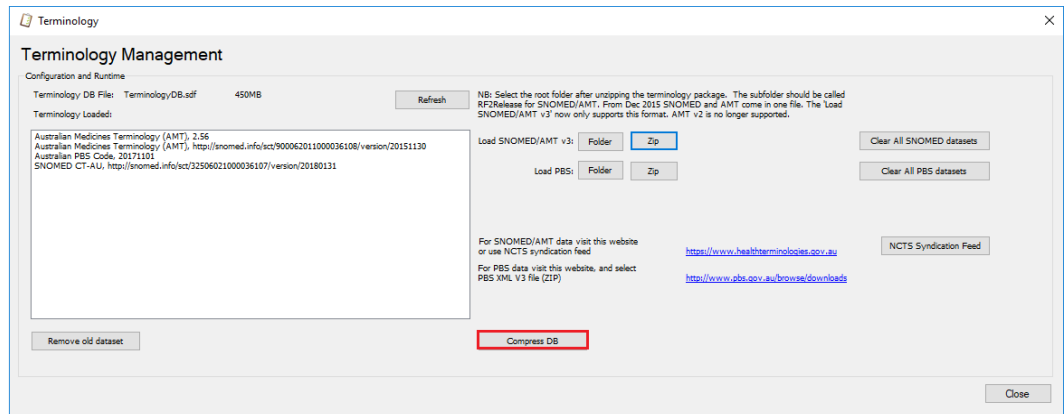 Terminology
Terminology Management
Configuration and Runtime
Terminology DB File: TerminologyDB.sdf 450MB
Refresh
Terminology Loaded:
Australian Medicines Terminology (AMT), 2.56
Australian Medicines Terminology (AMT), http://snomed.info/sct/900062011000036108/version/20151130
Australian PBS Code, 20171101
SNOMED CT-AU, http://snomed.info/sct/32506021000036107/version/20180131
Remove old dataset
NB: Select the root folder after unzipping the terminology package. The subfolder should be called
RF2Release for SNOMED/AMT. From Dec 2015 SNOMED and AMT come in one file. The 'Load
SNOMED/AMT v3' now only supports this format. AMT v2 is no longer supported.
Load SNOMED/AMT v3: Folder Zip Clear All SNOMED datasets
Load PBS: Folder Zip Clear All PBS datasets
For SNOMED/AMT data visit this website
or use NCTS syndication feed https://www.healthterminologies.gov.au
NCTS Syndication Feed
For PBS data visit this website, and select
PBS XML V3 file (ZIP) http://www.pbs.gov.au/browse/downloads
Compress DB
Close